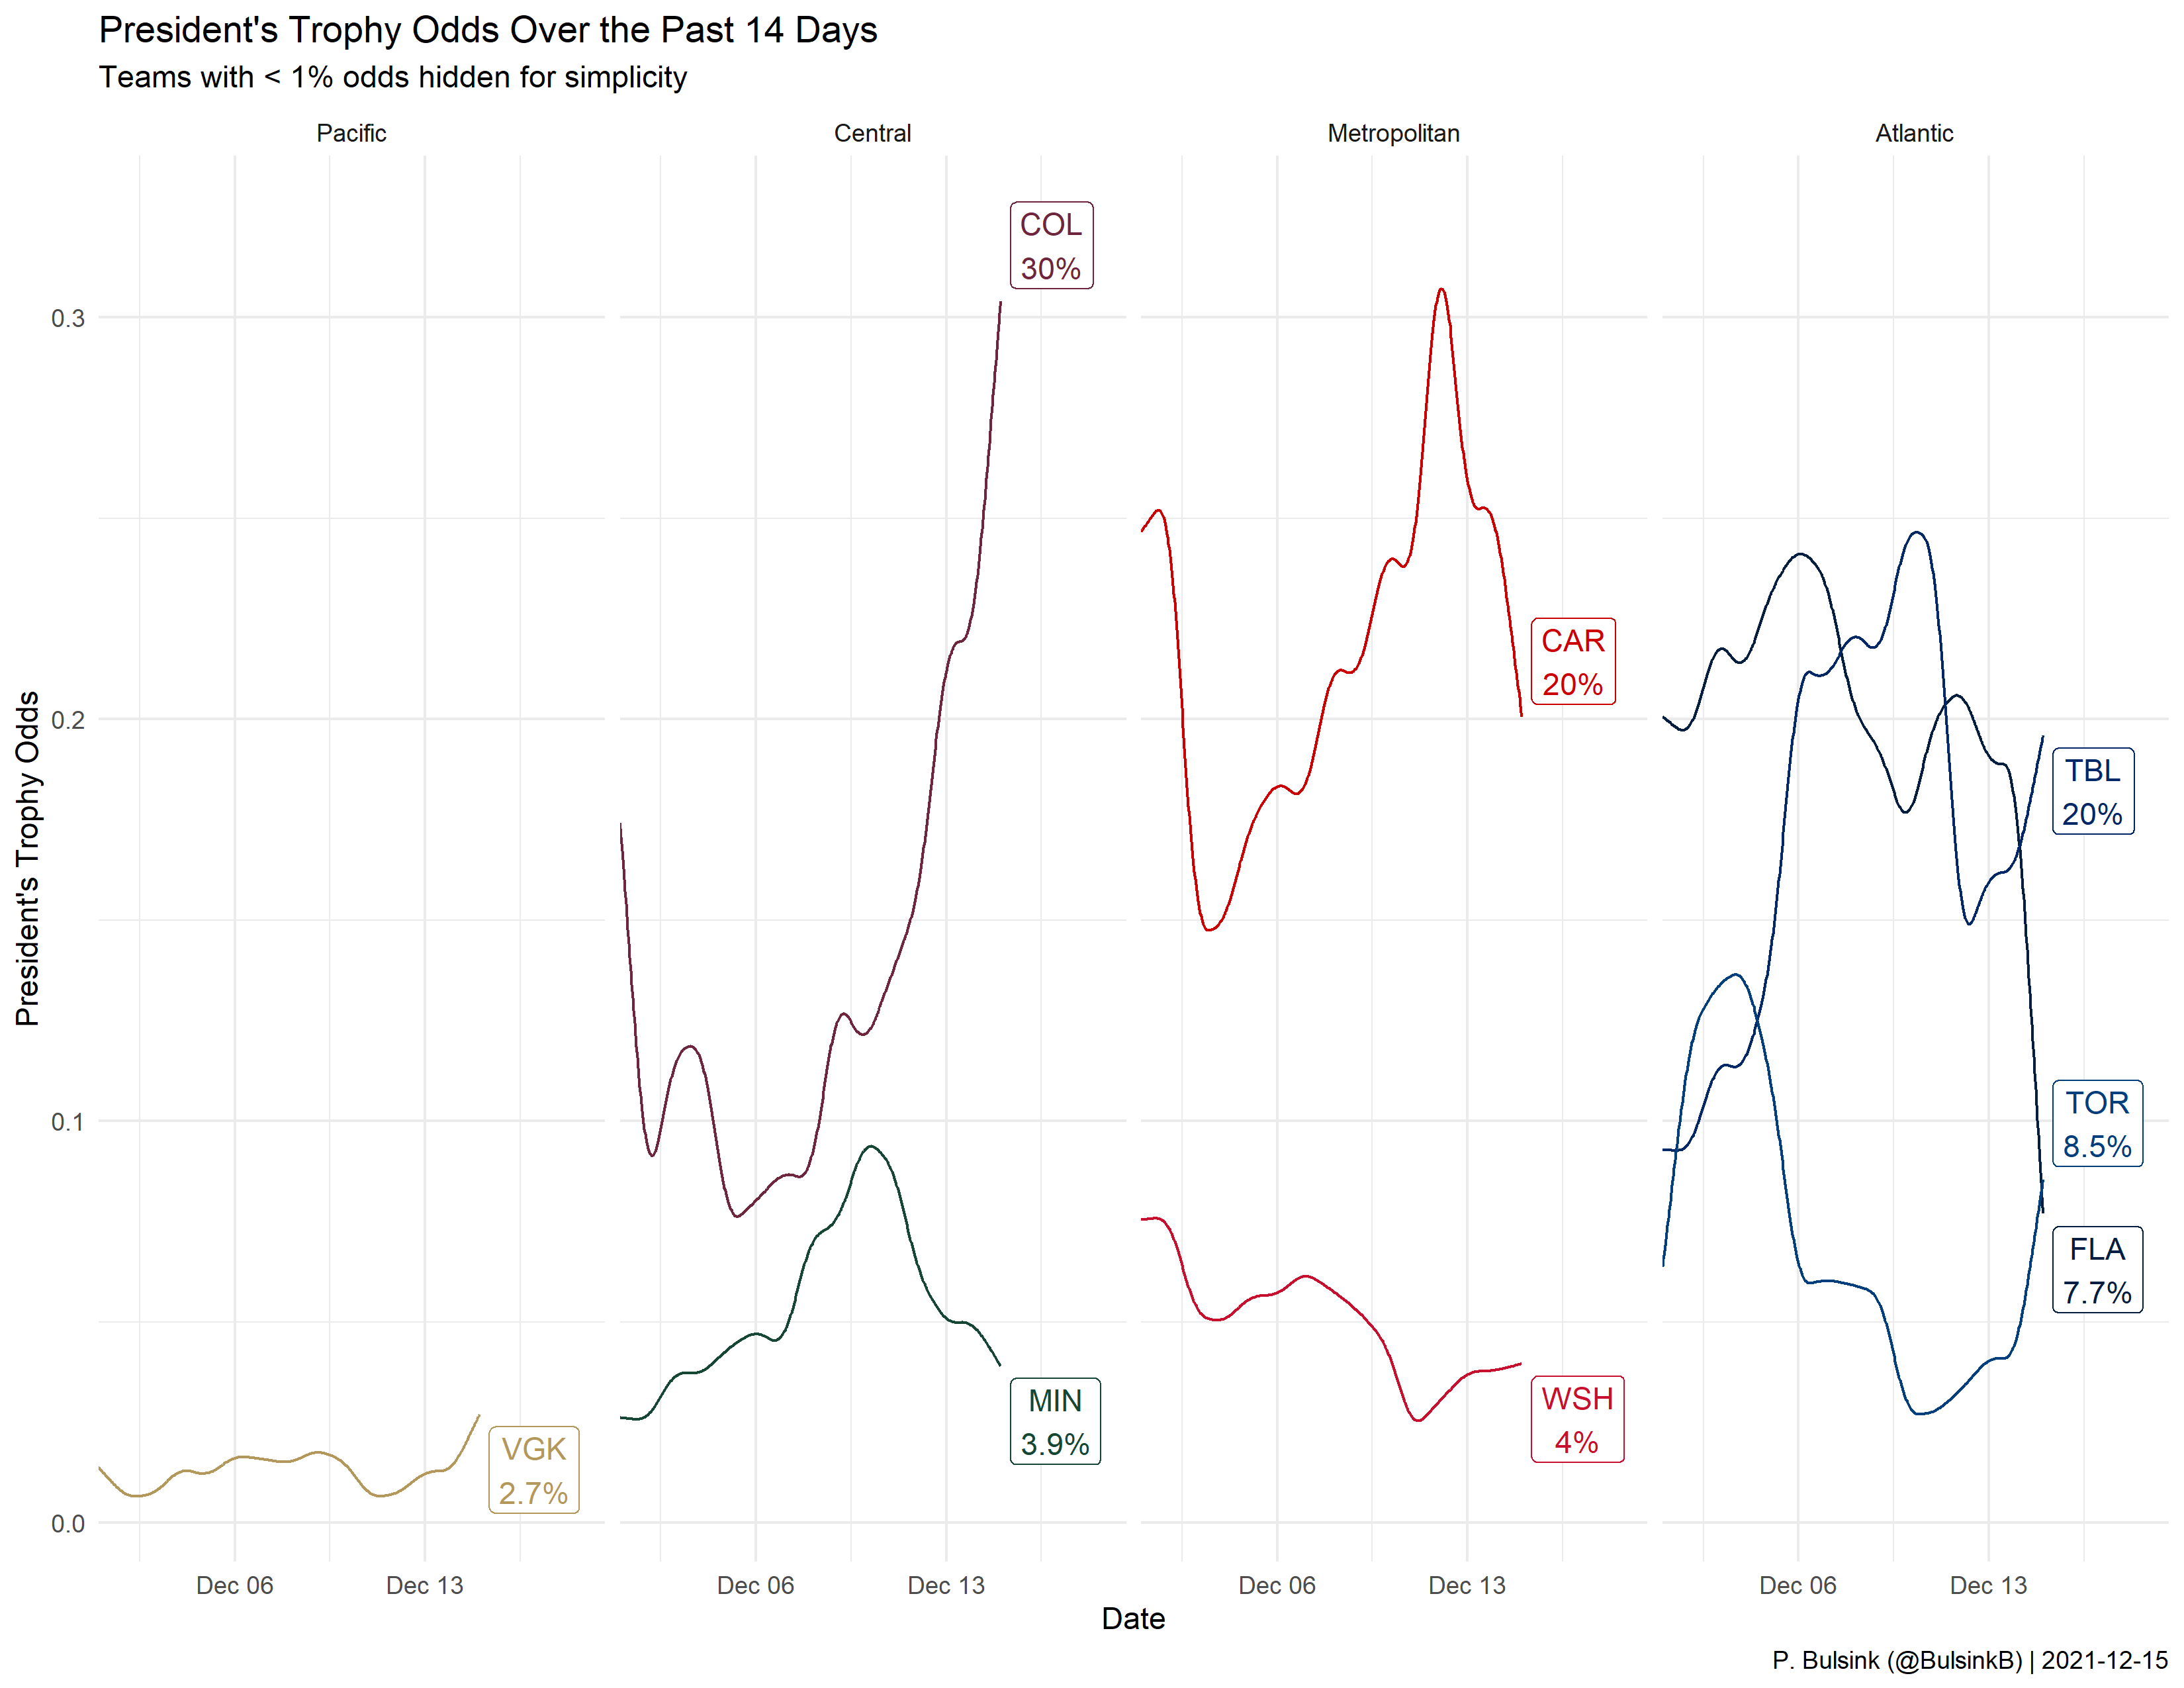 President's Trophy Odds Over the Past 14 Days
Teams with < 1% odds hidden for simplicity
Pacific
Central
Metropolitan
Atlantic
President's Trophy Odds
0.3
0.2
0.1
0.0
VGK
2.7%
COL
30%
MIN
3.9%
CAR
20%
WSH
4%
TBL
20%
TOR
8.5%
FLA
7.7%
Dec 06
Dec 13
Dec 06
Dec 13
Dec 06
Dec 13
Dec 06
Dec 13
Date
P. Bulsink (@BulsinkB) | 2021-12-15